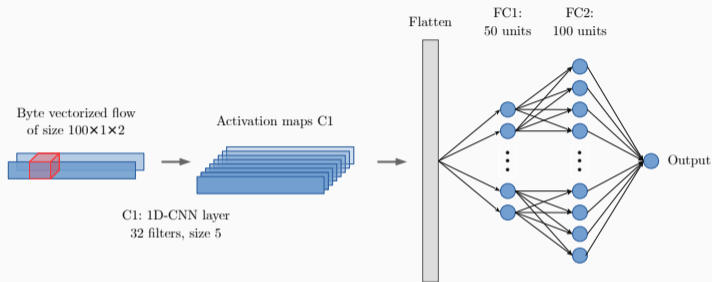 Byte vectorized flow
of size 100×1×2
C1: 1D-CNN layer
32 filters, size 5
Activation maps C1
Flatten
FC1:
50 units
FC2:
100 units
Output